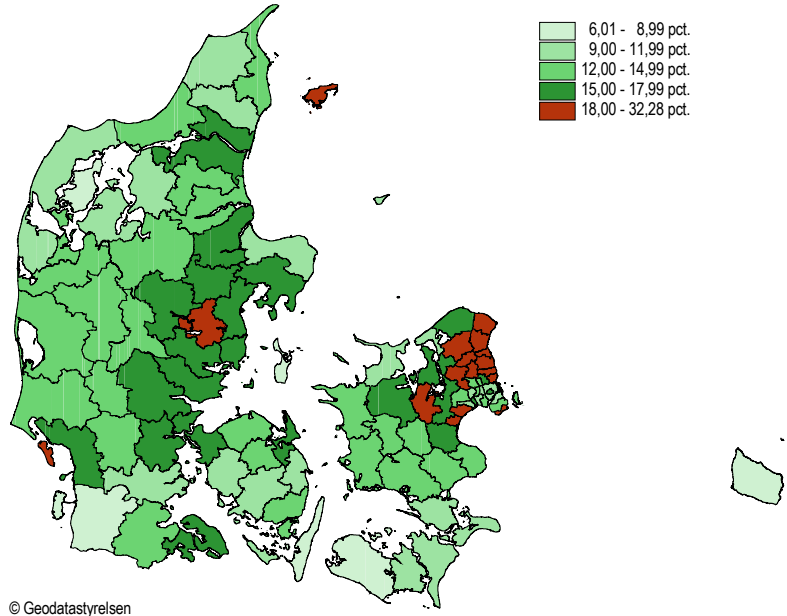 6,01 - 8,99 pct.
9,00 - 11,99 pct.
12,00 - 14,99 pct.
15,00 - 17,99 pct.
18,00 - 32,28 pct.
© Geodatastyrelsen